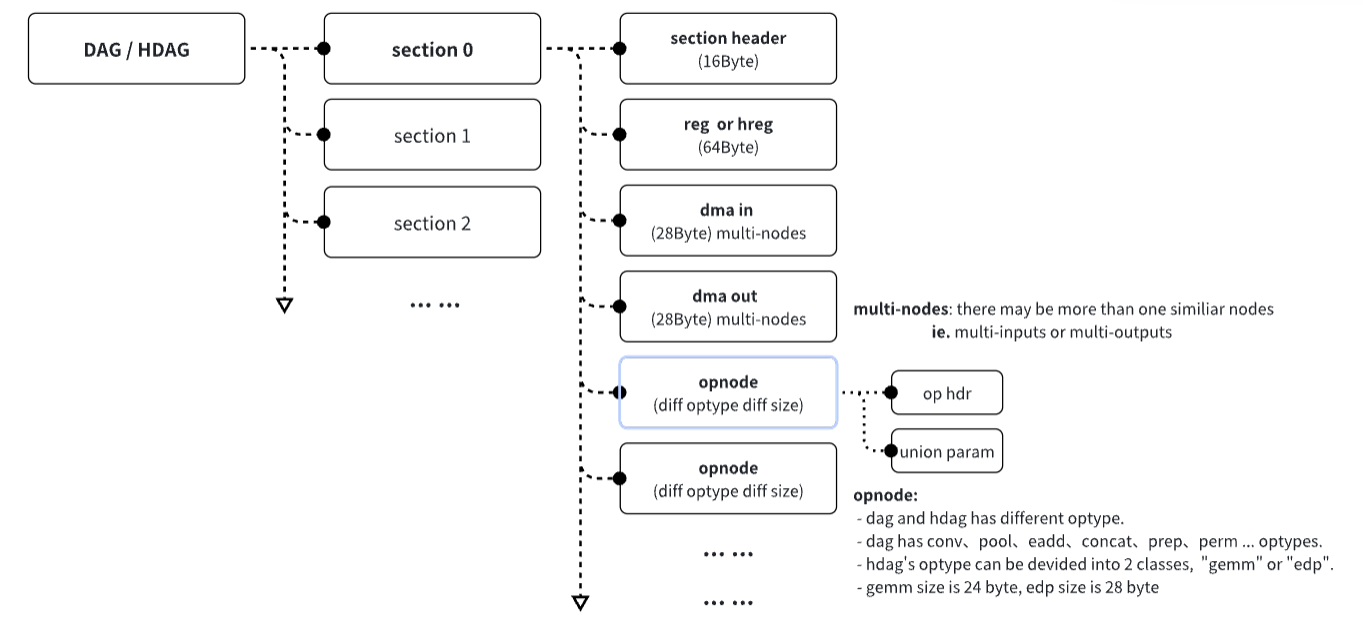 DAG / HDAG
section 0
section 1
section 2
... ...
section header
(16Byte)
reg or hreg
(64Byte)
dma in
(28Byte) multi-nodes
dma out
(28Byte) multi-nodes
multi-nodes: there may be more than one similiar nodes
ie. multi-inputs or multi-outputs
opnode
(diff optype diff size)
op hdr
union param
opnode
(diff optype diff size)
... ...
... ...
opnode:
- dag and hdag has different optype.
- dag has conv、pool、eadd、concat、prep、perm ... optypes.
- hdag's optype can be devided into 2 classes, "gemm" or "edp".
- gemm size is 24 byte, edp size is 28 byte